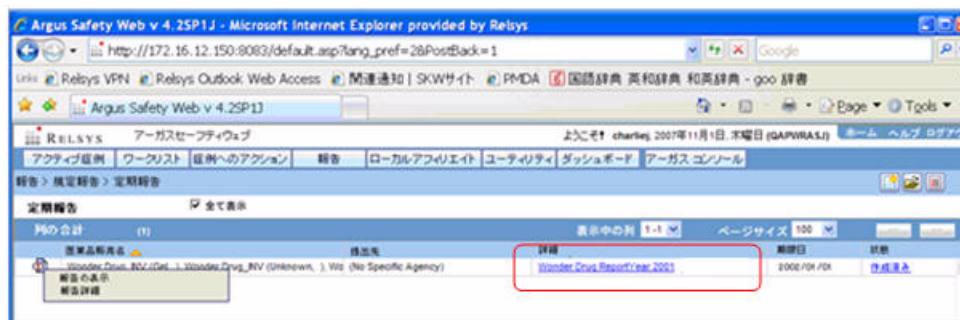 Argus Safety Web v 4.2SP1J - Microsoft Internet Explorer provided by Relsys
http://172.16.12.150:8083/default.asp?lang_pref=2&PostBack=1
Google
Links Relsys VPN Relsys Outlook Web Access 関連通知 | SKWサイト PMDA 国語辞典 英和辞典 和英辞典 - goo 辞書
Argus Safety Web v 4.2SP1J
Page Tools
RELSYS アーガスセーフティウェブ ようこそ! charliej, 2007年11月1日, 木曜日 (QAPWRASJ) ホーム ヘルプ ログアウ
アクティブ症例 ワークリスト 症例へのアクション 報告 ローカルアフィリエイト ユーティリティ ダッシュボード アーガス コンソール
報告 > 規定報告 > 定期報告
定期報告 全て表示
列の合計 (1) 表示中の列 1-1 ページサイズ 100
医薬品販売名 提出先 詳細 期限日 状態
Wonder Drug_INV (Gel, ), Wonder Drug_INV (Unknown, ), Wo (No Specific Agency) Wonder Drug ReportYear 2001 2002/01/01 作成済み
報告の表示
報告詳細